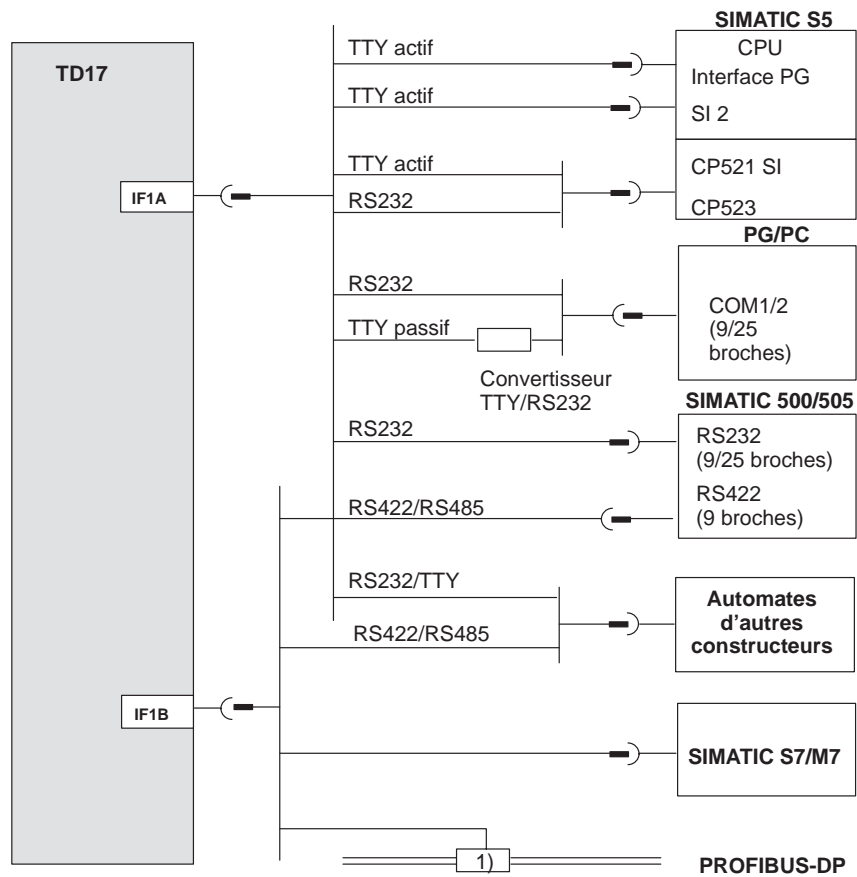 SIMATIC S5
TD17
TTY actif
CPU
Interface PG
TTY actif
SI 2
TTY actif
CP521 SI
IF1A
RS232
CP523
PG/PC
RS232
COM1/2
(9/25
broches)
TTY passif
Convertisseur
TTY/RS232
SIMATIC 500/505
RS232
RS232
(9/25 broches)
RS422/RS485
RS422
(9 broches)
RS232/TTY
Automates
d'autres
constructeurs
RS422/RS485
IF1B
SIMATIC S7/M7
1)
PROFIBUS-DP